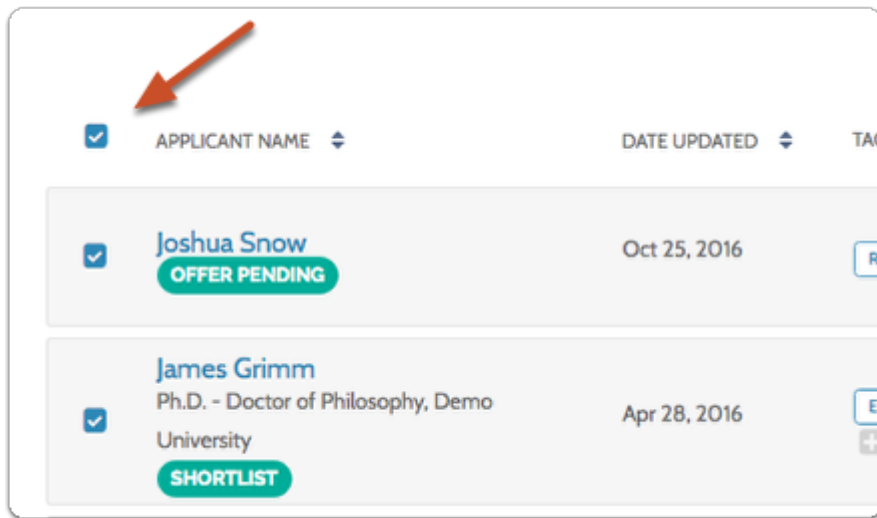 APPLICANT NAME DATE UPDATED
Joshua Snow Oct 25, 2016
OFFER PENDING
James Grimm
Ph.D. - Doctor of Philosophy, Demo
University
Apr 28, 2016
SHORTLIST